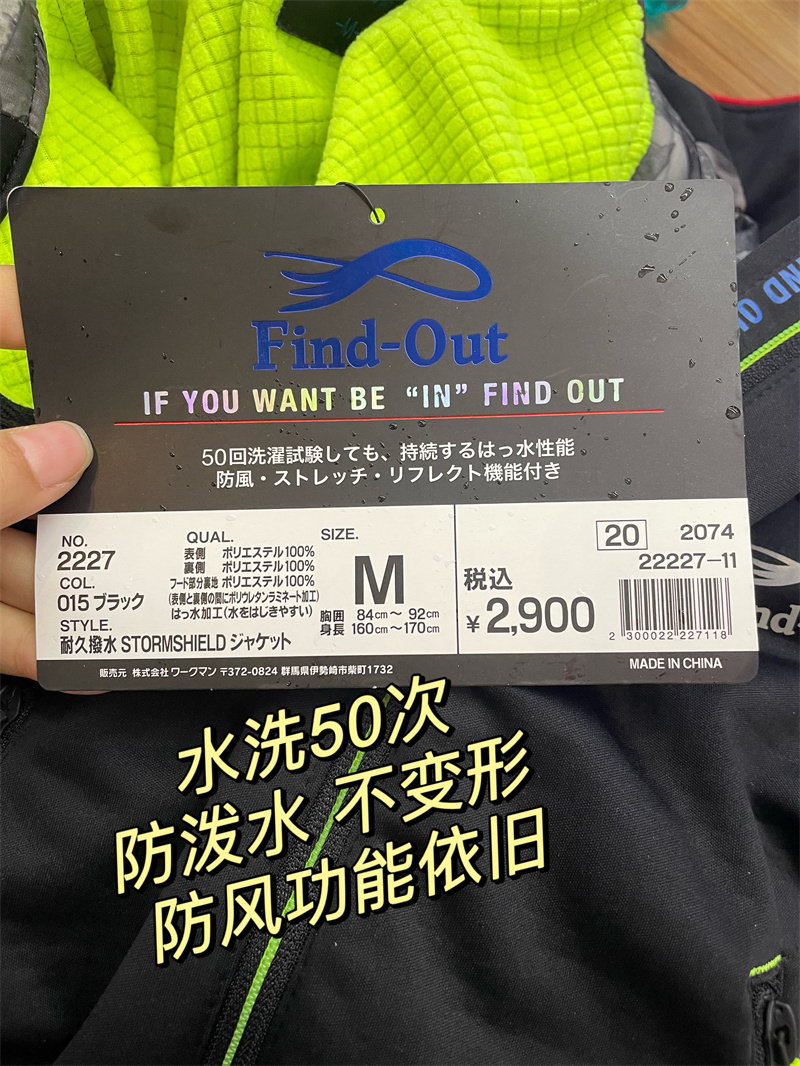 Find-Out
IF YOU WANT BE “IN” FIND OUT
50回洗濯試験しても、持続するはっ水性能
防風・ストレッチ・リフレクト機能付き
NO.
2227
COL.
015 ブラック
STYLE.
耐久撥水 STORMSHIELD ジャケット
QUAL.
表側 ポリエステル100%
裏側 ポリエステル100%
フード部分裏地 ポリエステル100%
(表側と裏側の間にポリウレタンラミネート加工)
はっ水加工(水をはじきやすい)
SIZE.
M
胸囲 84cm～ 92cm
身長 160cm～170cm
20 2074
22227-11
税込
¥2,900
2 300022 227118
MADE IN CHINA
販売元 株式会社 ワークマン 〒372-0824 群馬県伊勢崎市柴町1732
水洗50次
防泼水 不变形
防风功能依旧